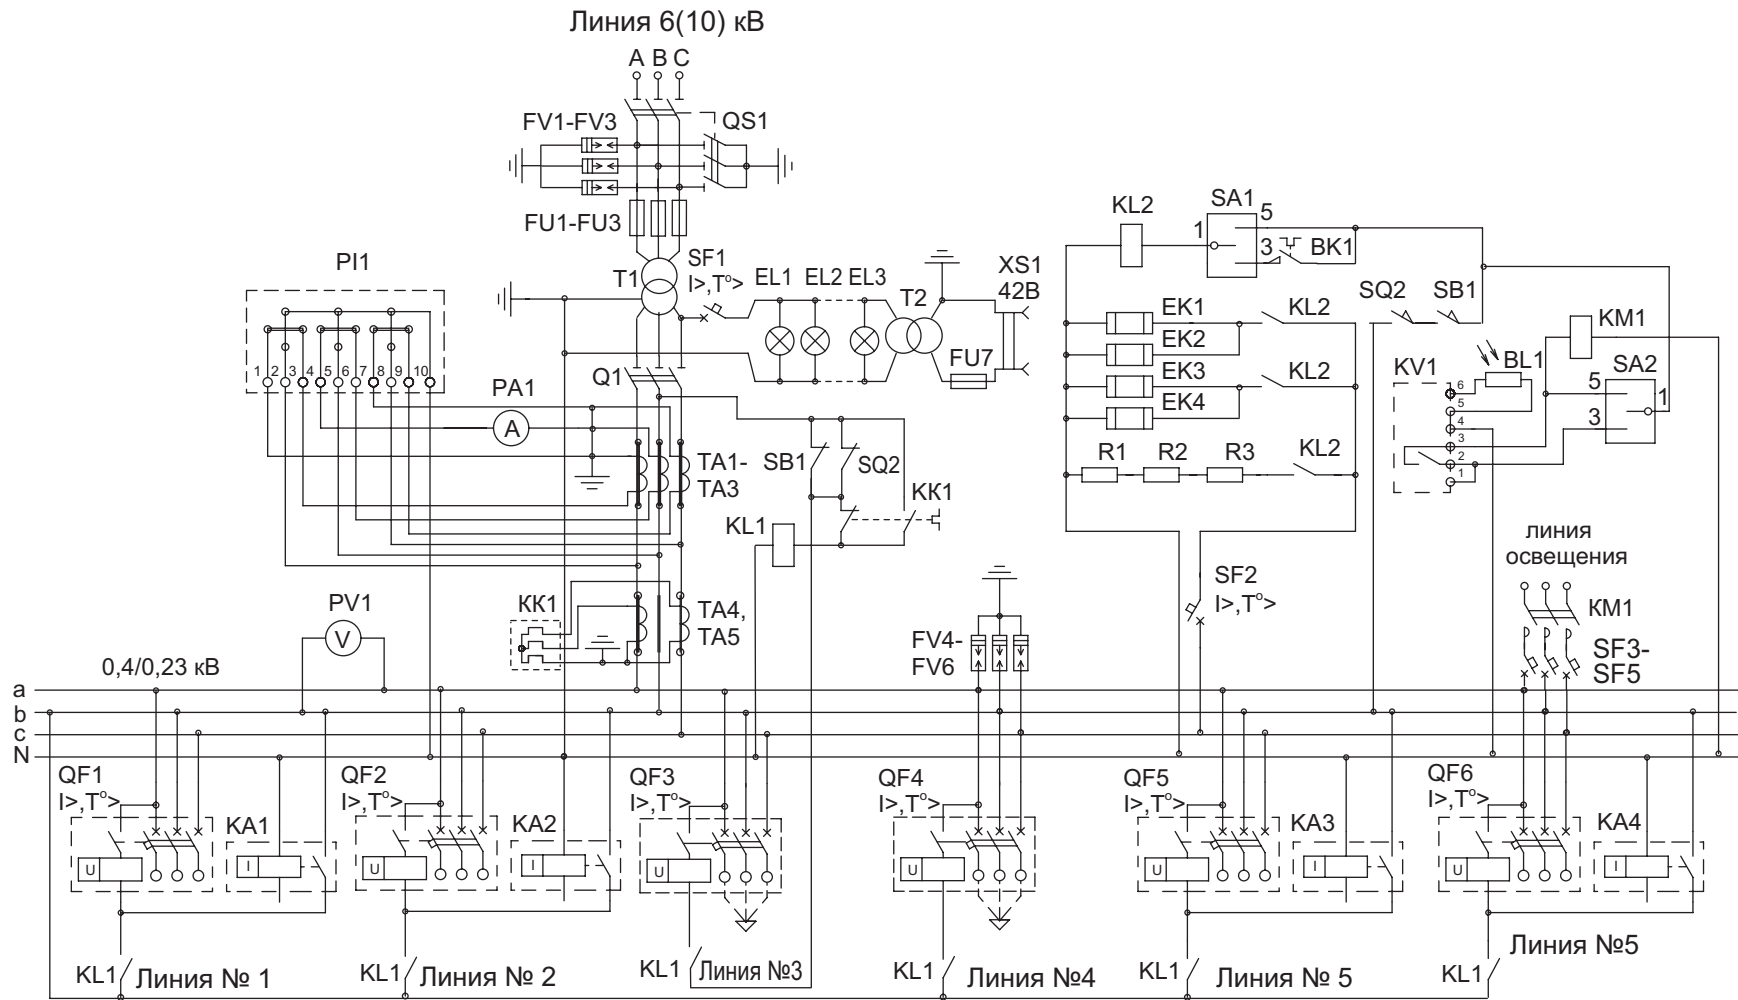 Линия 6(10) кВ
A B C
FV1-FV3
QS1
FU1-FU3
PI1
T1
SF1
I>,T°>
EL1 EL2 EL3
T2
XS1
42В
FU7
1 2 3 4 5 6 7 8 9 10
Q1
PA1
A
TA1-
TA3
SB1
SQ2
КК1
KL1
КК1
TA4,
TA5
PV1
V
KL2
SA1
1
5
3
BK1
EK1
KL2
EK2
EK3
KL2
EK4
R1 R2 R3
KL2
SQ2
SB1
KM1
BL1
SA2
KV1
6
5
4
3
2
1
5
3
1
линия
освещения
КМ1
SF3-
SF5
SF2
I>,T°>
FV4-
FV6
0,4/0,23 кВ
a
b
c
N
QF1
I>,T°>
KA1
U
I
QF2
I>,T°>
KA2
U
I
QF3
I>,T°>
U
QF4
I>,T°>
U
QF5
I>,T°>
KA3
U
I
QF6
I>,T°>
KA4
U
I
KL1 Линия № 1
KL1 Линия № 2
KL1 Линия №3
KL1 Линия №4
KL1 Линия № 5
KL1 Линия №5